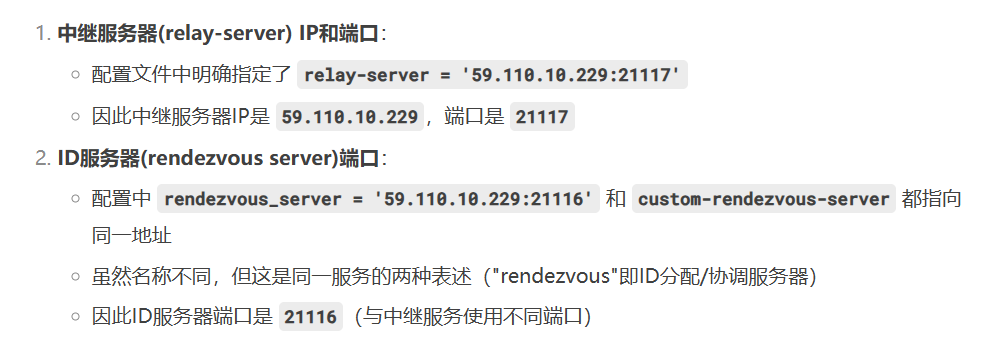 1. 中继服务器(relay-server) IP和端口：
配置文件中明确指定了 relay-server = '59.110.10.229:21117'
因此中继服务器IP是 59.110.10.229，端口是 21117
2. ID服务器(rendezvous server)端口：
配置中 rendezvous_server = '59.110.10.229:21116' 和 custom-rendezvous-server 都指向
同一地址
虽然名称不同，但这是同一服务的两种表述（"rendezvous"即ID分配/协调服务器）
因此ID服务器端口是 21116（与中继服务使用不同端口）